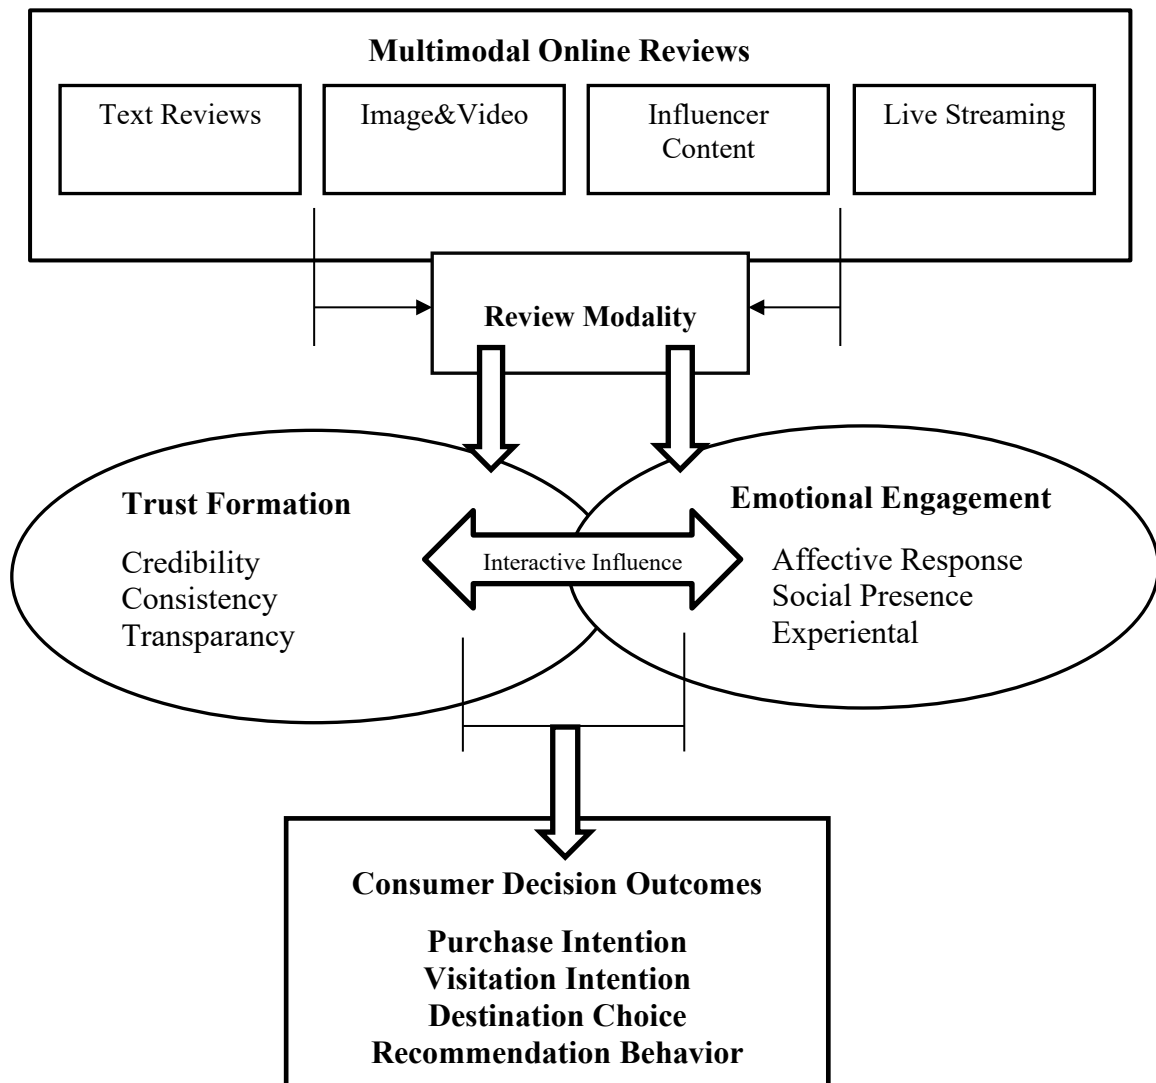 Multimodal Online Reviews
Text Reviews
Image&Video
Influencer
Content
Live Streaming
Review Modality
Trust Formation
Credibility
Consistency
Transparancy
Interactive Influence
Emotional Engagement
Affective Response
Social Presence
Experiental
Consumer Decision Outcomes
Purchase Intention
Visitation Intention
Destination Choice
Recommendation Behavior